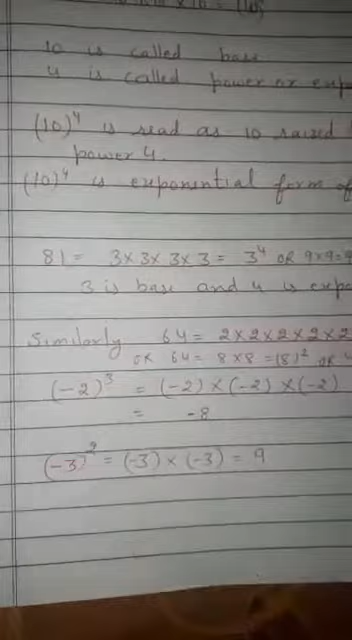 10 is called base
4 is called power or expo
(10)⁴ is read as 10 raised
power 4.
(10)⁴ is exponential form of
81 = 3×3×3×3 = 3⁴ OR 9×9=9
3 is base and 4 is expo
Similarly 64 = 2×2×2×2×2
OR 64 = 8×8 = (8)² OR 4
(-2)³ = (-2)×(-2)×(-2)
= -8
(-3)² = (-3)×(-3) = 9